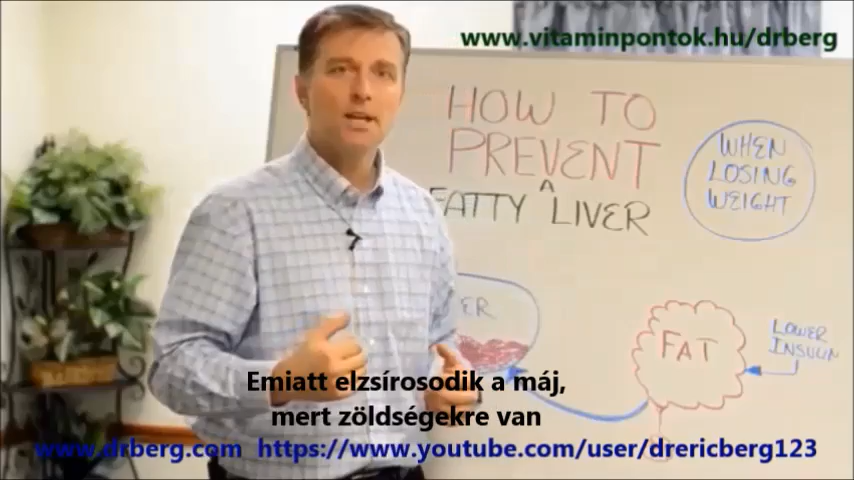 www.vitaminpontok.hu/drberg
HOW TO
PREVENT
^
FATTY LIVER
WHEN
LOSING
WEIGHT
ER
FAT
LOWER
INSULIN
Emiatt elzsírosodik a máj,
mert zöldségekre van
www.drberg.com https://www.youtube.com/user/drericberg123